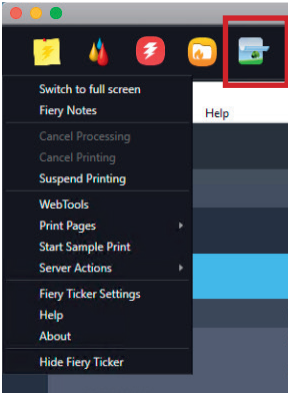 Switch to full screen
Fiery Notes
Help
Cancel Processing
Cancel Printing
Suspend Printing
WebTools
Print Pages
Start Sample Print
Server Actions
Fiery Ticker Settings
Help
About
Hide Fiery Ticker